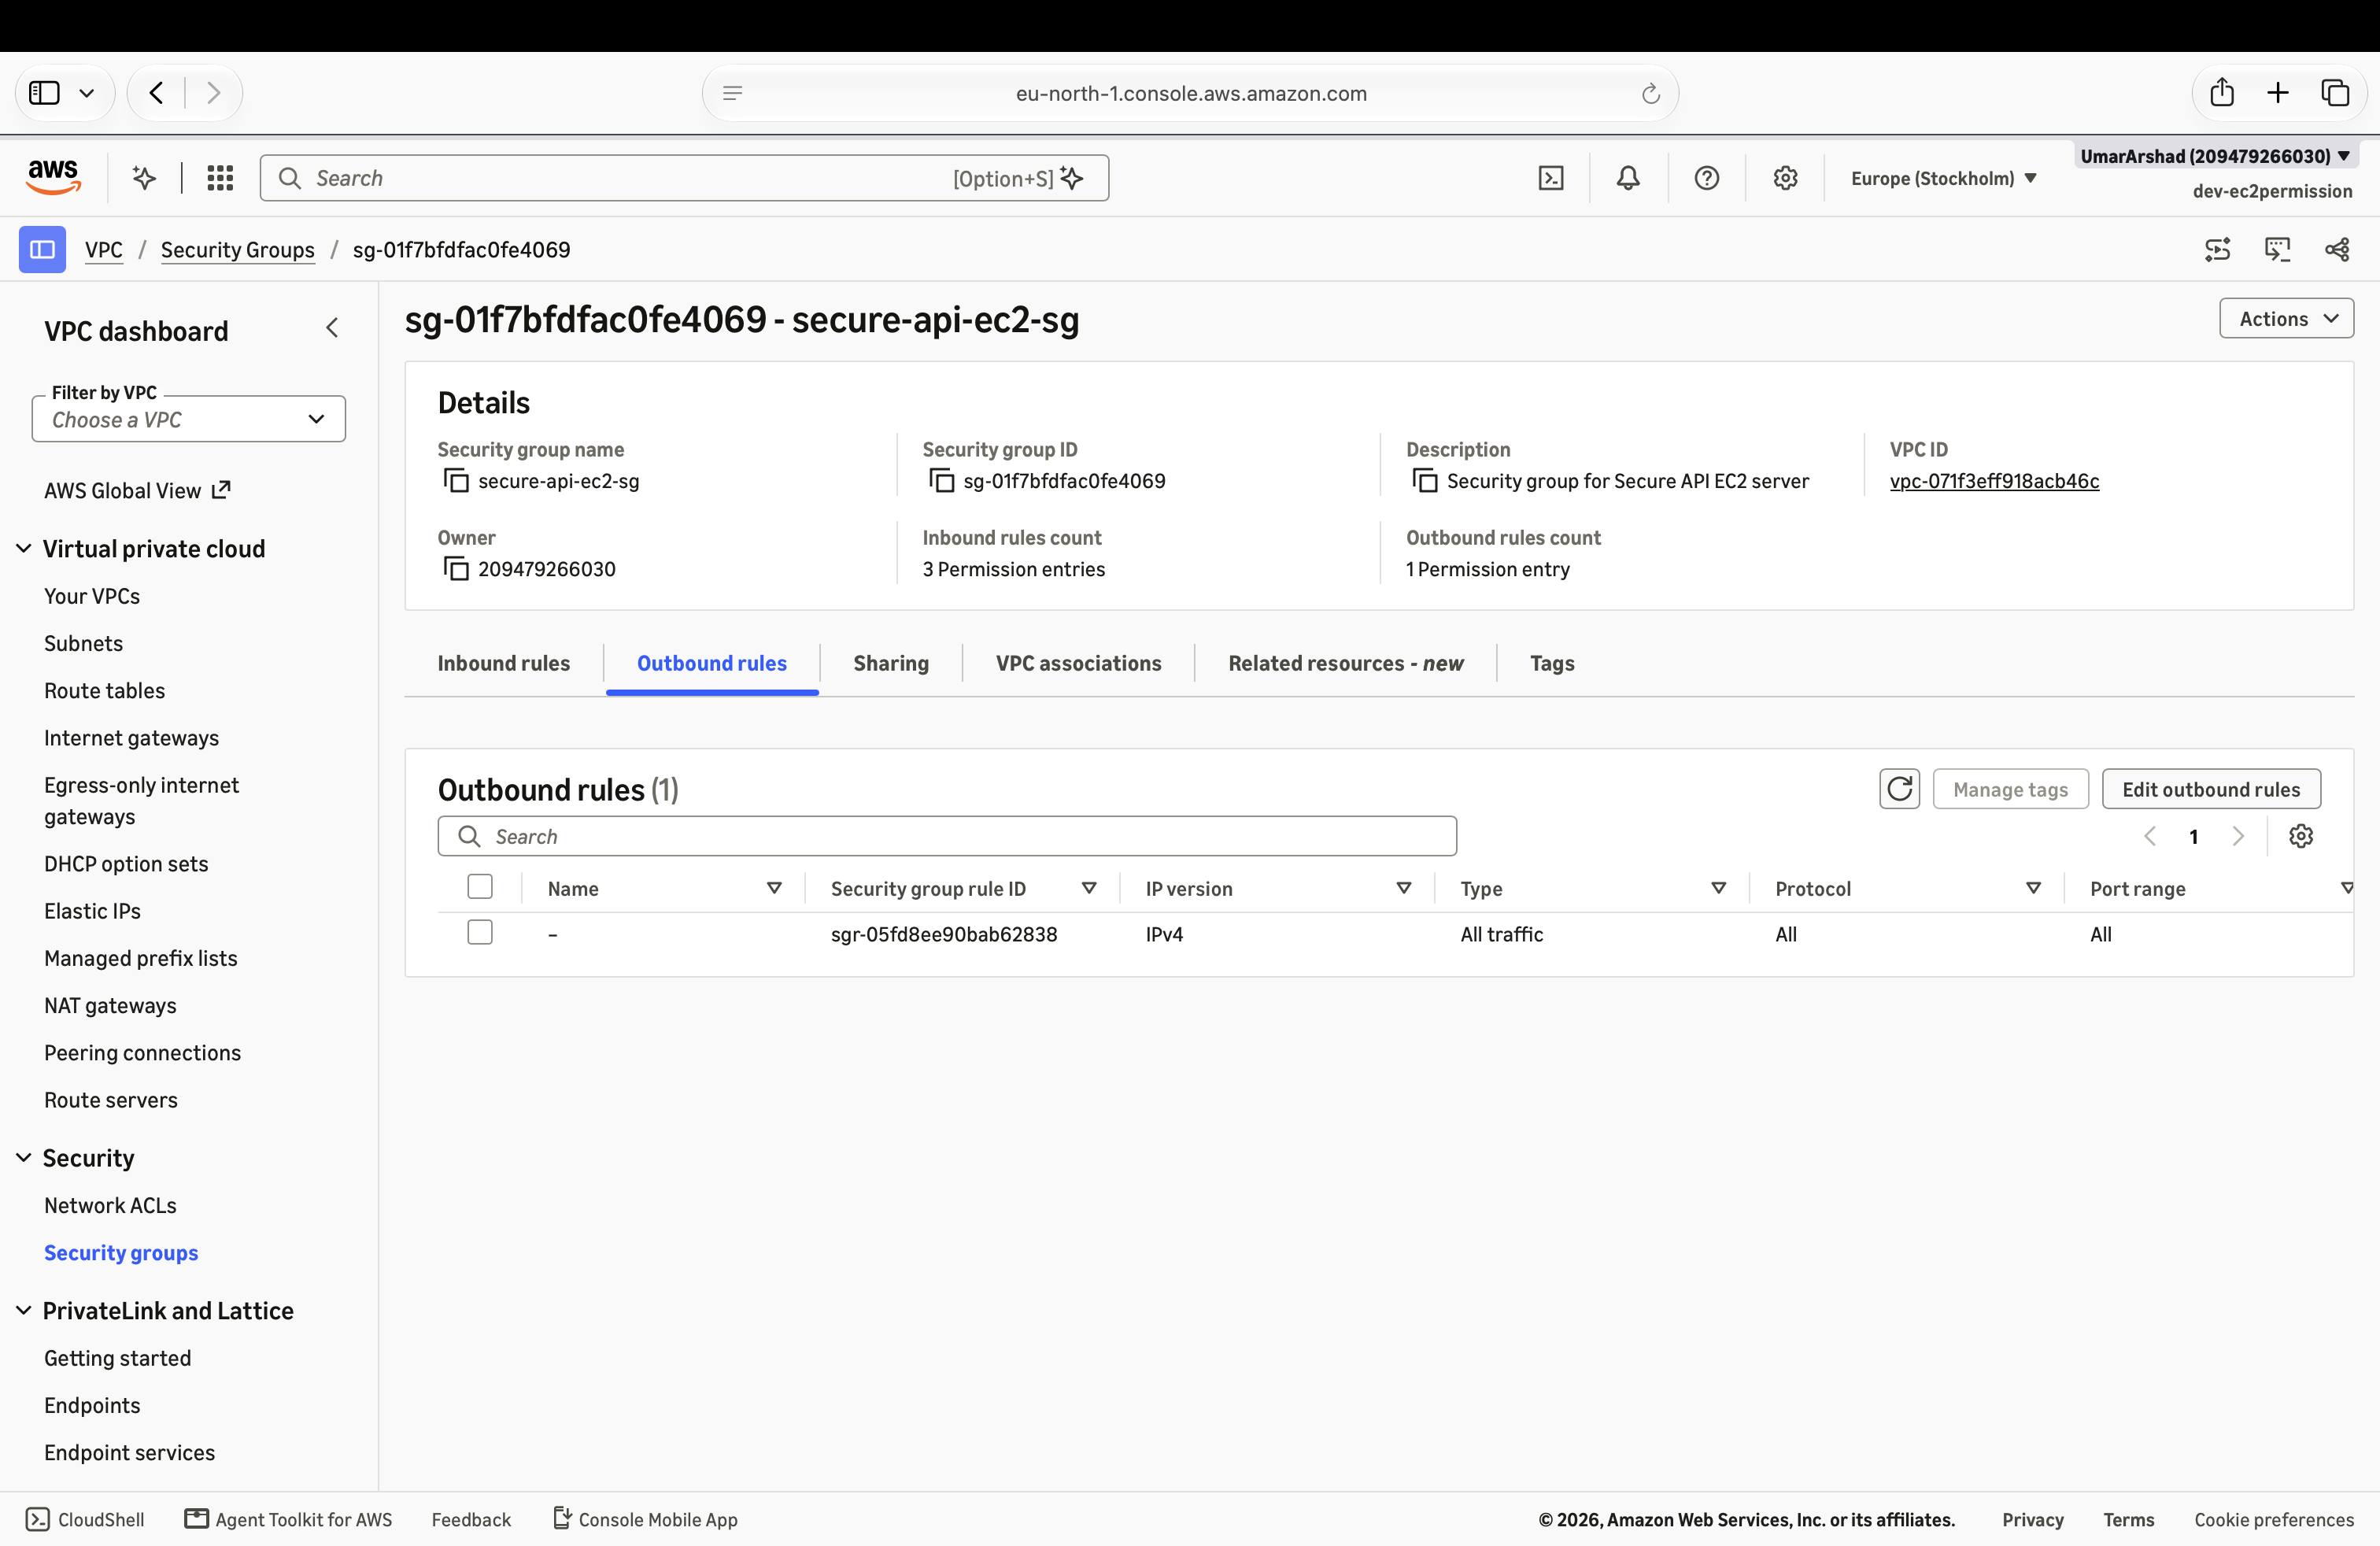 eu-north-1.console.aws.amazon.com
aws
Search
[Option+S]
Europe (Stockholm)
UmarArshad (209479266030)
dev-ec2permission
VPC / Security Groups / sg-01f7bfdfac0fe4069
VPC dashboard
Filter by VPC
Choose a VPC
AWS Global View
Virtual private cloud
Your VPCs
Subnets
Route tables
Internet gateways
Egress-only internet
gateways
DHCP option sets
Elastic IPs
Managed prefix lists
NAT gateways
Peering connections
Route servers
Security
Network ACLs
Security groups
PrivateLink and Lattice
Getting started
Endpoints
Endpoint services
sg-01f7bfdfac0fe4069 - secure-api-ec2-sg
Actions
Details
Security group name
secure-api-ec2-sg
Security group ID
sg-01f7bfdfac0fe4069
Description
Security group for Secure API EC2 server
VPC ID
vpc-071f3eff918acb46c
Owner
209479266030
Inbound rules count
3 Permission entries
Outbound rules count
1 Permission entry
Inbound rules
Outbound rules
Sharing
VPC associations
Related resources - new
Tags
Outbound rules (1)
Manage tags
Edit outbound rules
Search
1
Name Security group rule ID IP version Type Protocol Port range
– sgr-05fd8ee90bab62838 IPv4 All traffic All All
CloudShell
Agent Toolkit for AWS
Feedback
Console Mobile App
© 2026, Amazon Web Services, Inc. or its affiliates.
Privacy
Terms
Cookie preferences